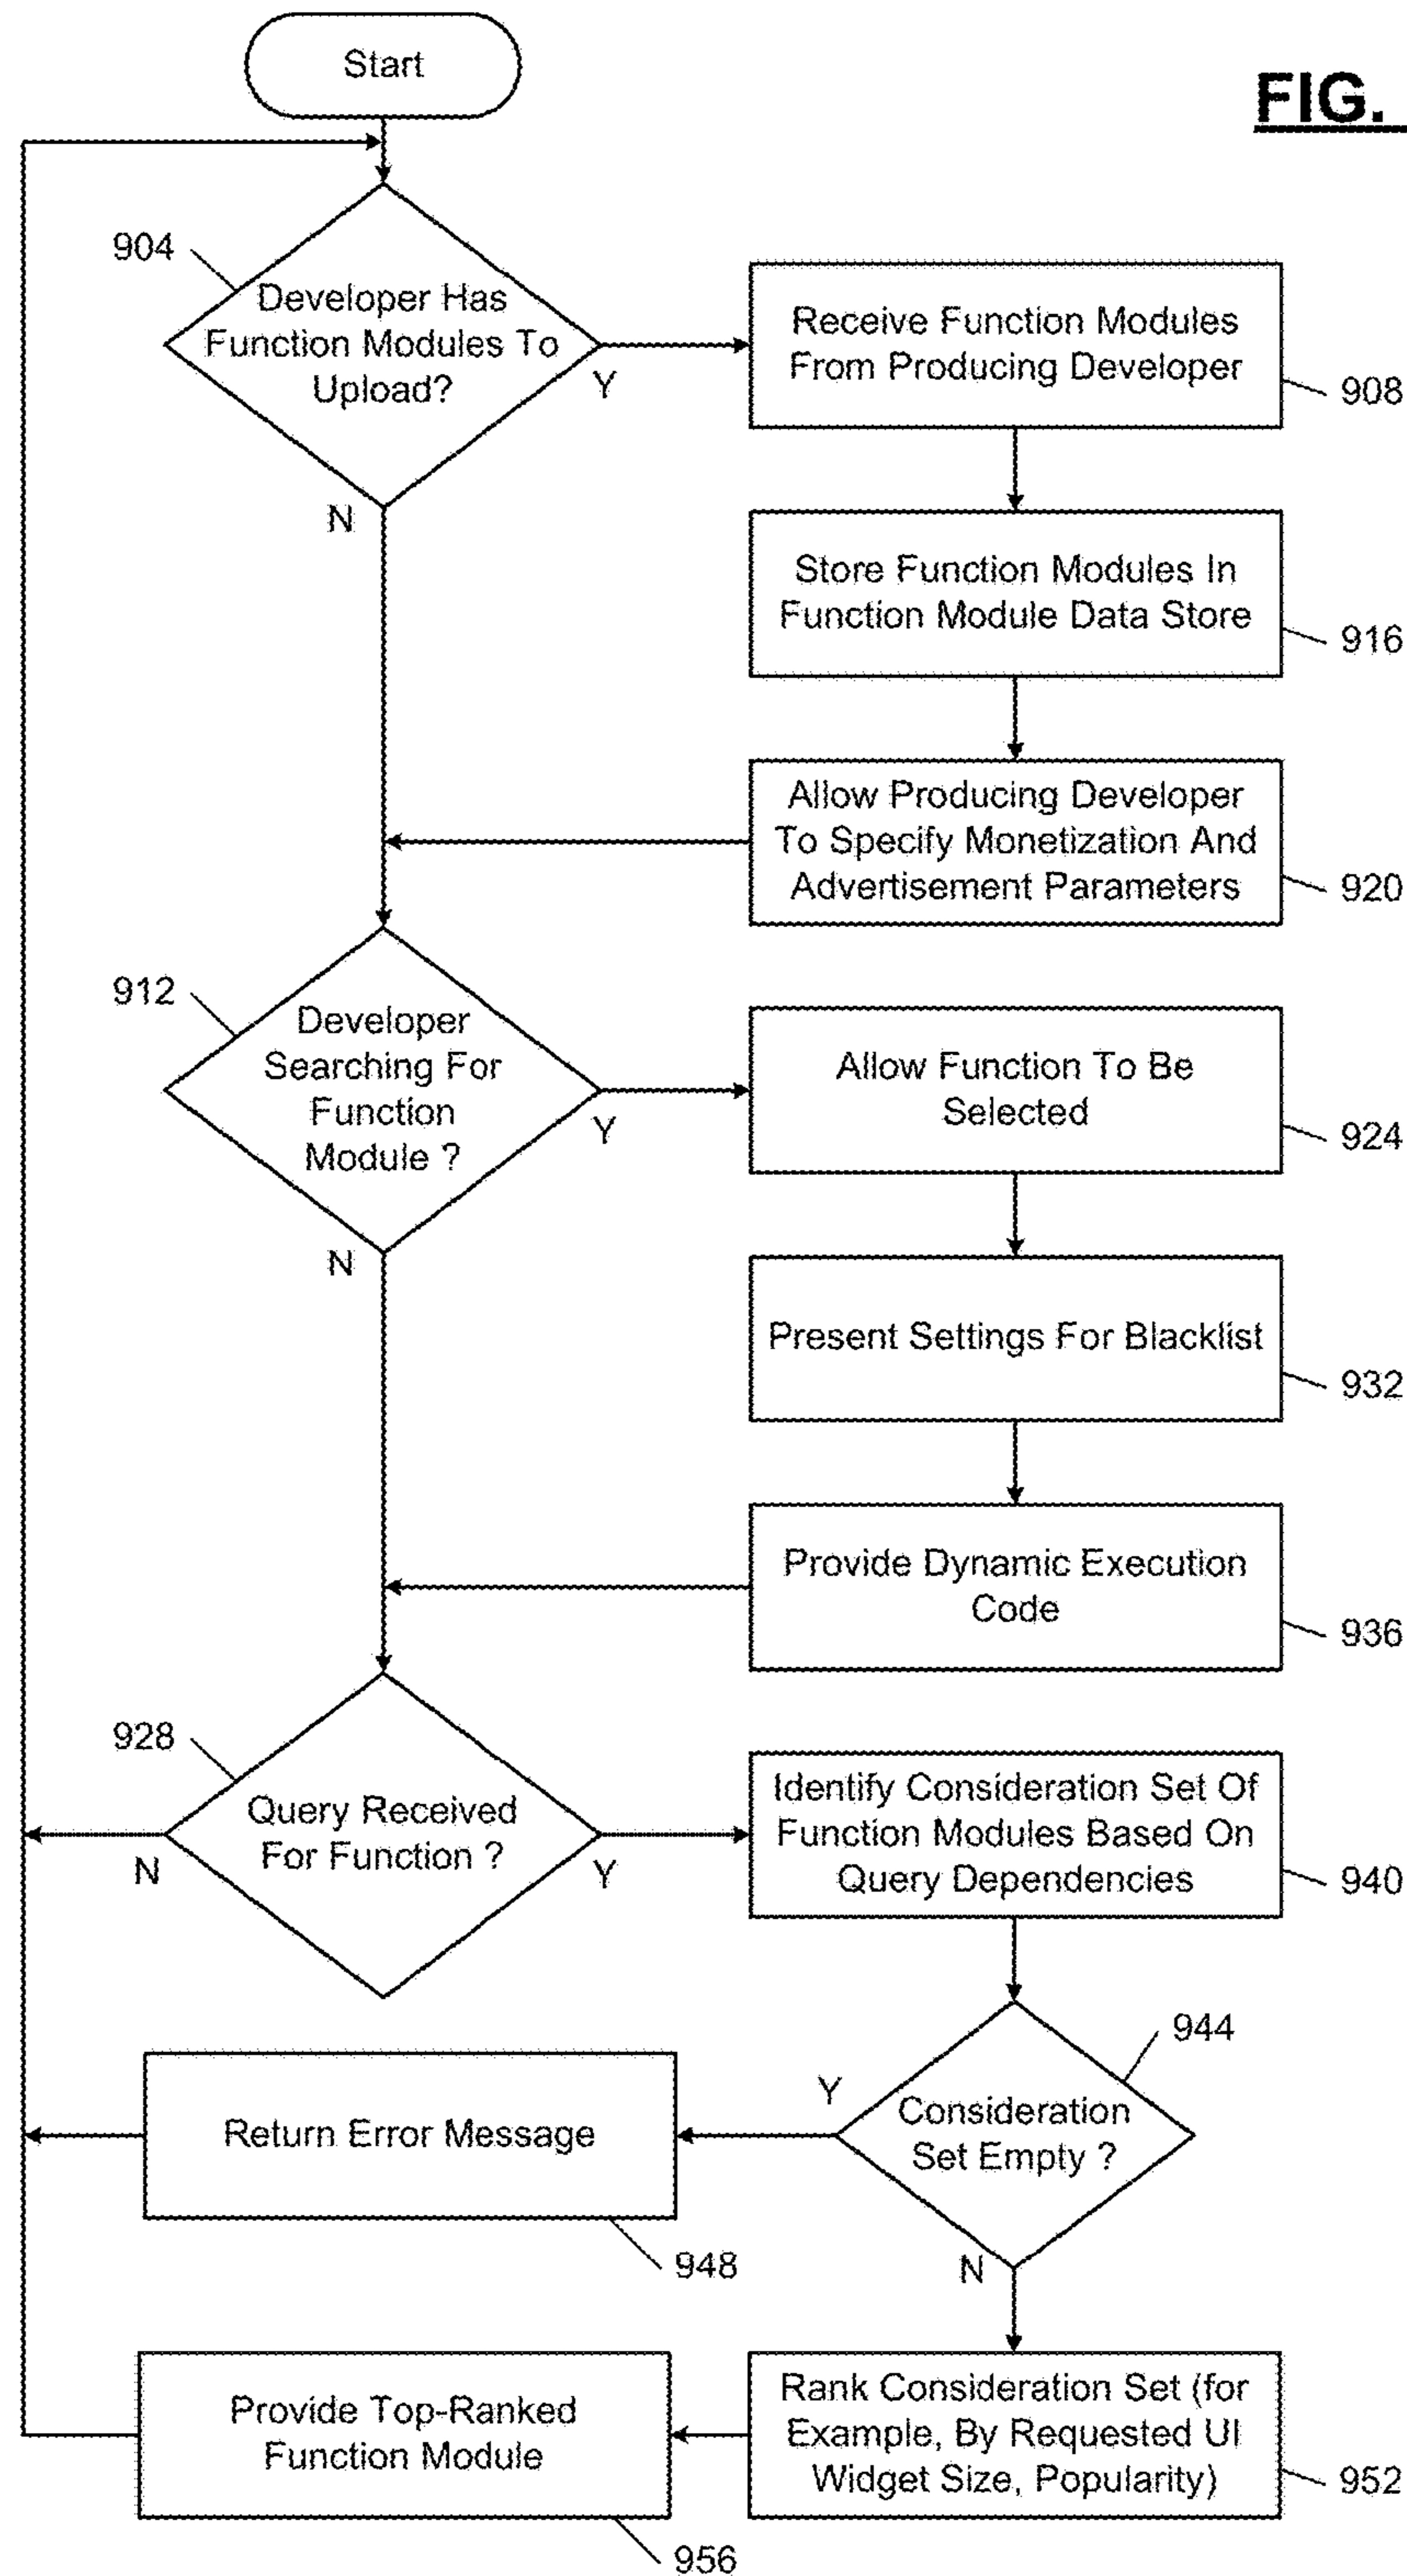 Start
FIG.
904
Developer Has
Function Modules To
Upload?
Y
N
Receive Function Modules
From Producing Developer
908
Store Function Modules In
Function Module Data Store
916
Allow Producing Developer
To Specify Monetization And
Advertisement Parameters
920
912
Developer
Searching For
Function
Module ?
Y
N
Allow Function To Be
Selected
924
Present Settings For Blacklist
932
Provide Dynamic Execution
Code
936
928
Query Received
For Function ?
N
Y
Identify Consideration Set Of
Function Modules Based On
Query Dependencies
940
944
Consideration
Set Empty ?
Y
N
Return Error Message
948
Rank Consideration Set (for
Example, By Requested UI
Widget Size, Popularity)
952
Provide Top-Ranked
Function Module
956